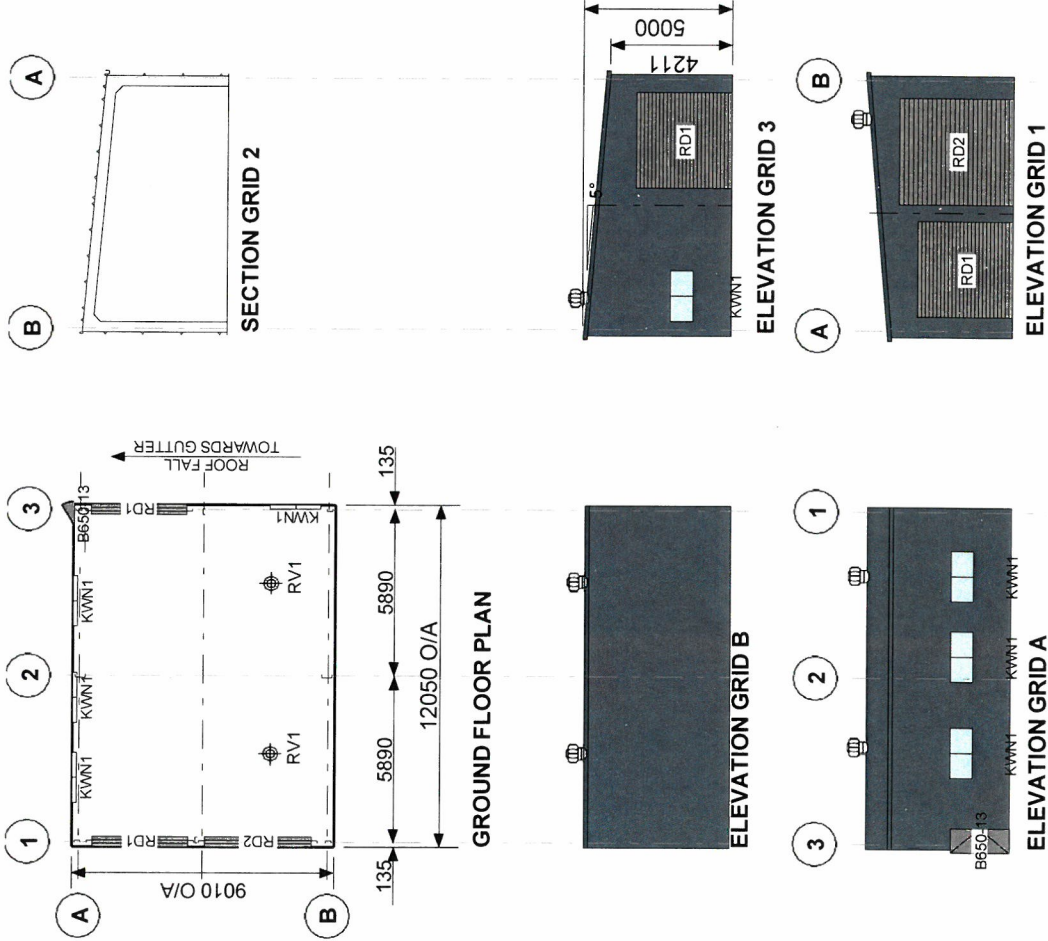 A
B
SECTION GRID 2
5000
4211
5°
RD1
KWN1
ELEVATION GRID 3
B
A
RD2
RD1
ELEVATION GRID 1
3
2
1
A
B
ROOF FALL
TOWARDS GUTTER
B650-13
RD1
KWN1
KWN1
KWN1
KWN1
RV1
RV1
RD1
RD2
9010 O/A
135
5890
5890
135
12050 O/A
GROUND FLOOR PLAN
ELEVATION GRID B
1
2
3
KWN1
KWN1
KWN1
B650-13
ELEVATION GRID A